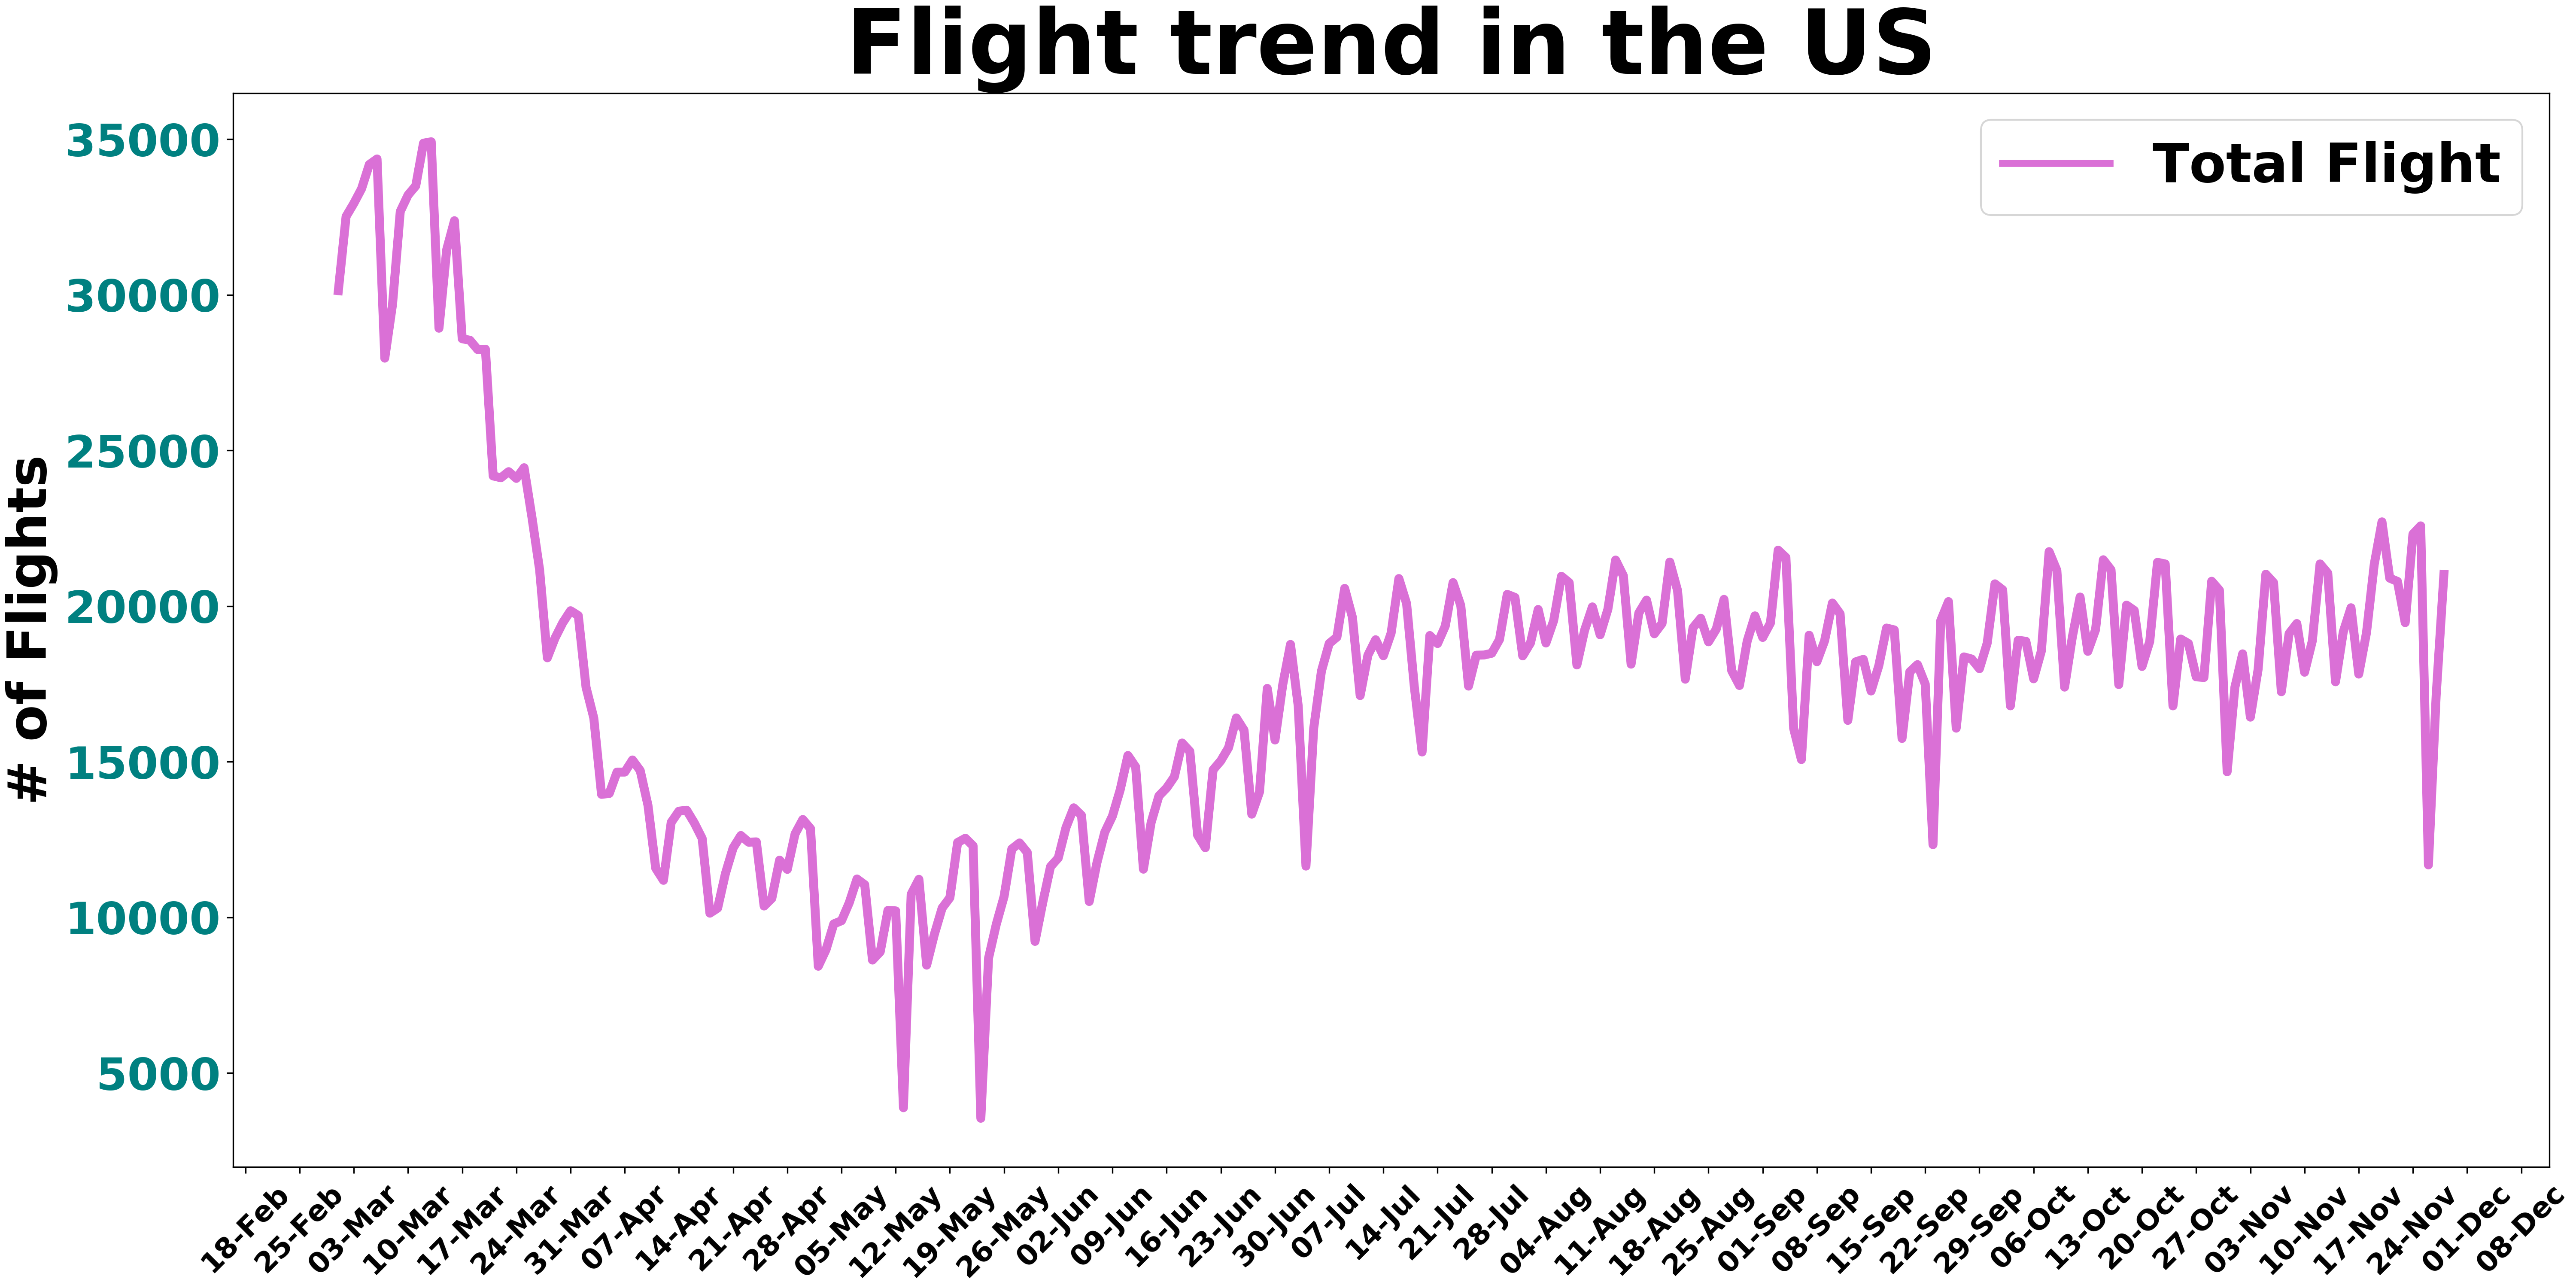 Flight trend in the US
Total Flight
# of Flights
35000
30000
25000
20000
15000
10000
5000
18-Feb
25-Feb
03-Mar
10-Mar
17-Mar
24-Mar
31-Mar
07-Apr
14-Apr
21-Apr
28-Apr
05-May
12-May
19-May
26-May
02-Jun
09-Jun
16-Jun
23-Jun
30-Jun
07-Jul
14-Jul
21-Jul
28-Jul
04-Aug
11-Aug
18-Aug
25-Aug
01-Sep
08-Sep
15-Sep
22-Sep
29-Sep
06-Oct
13-Oct
20-Oct
27-Oct
03-Nov
10-Nov
17-Nov
24-Nov
01-Dec
08-Dec